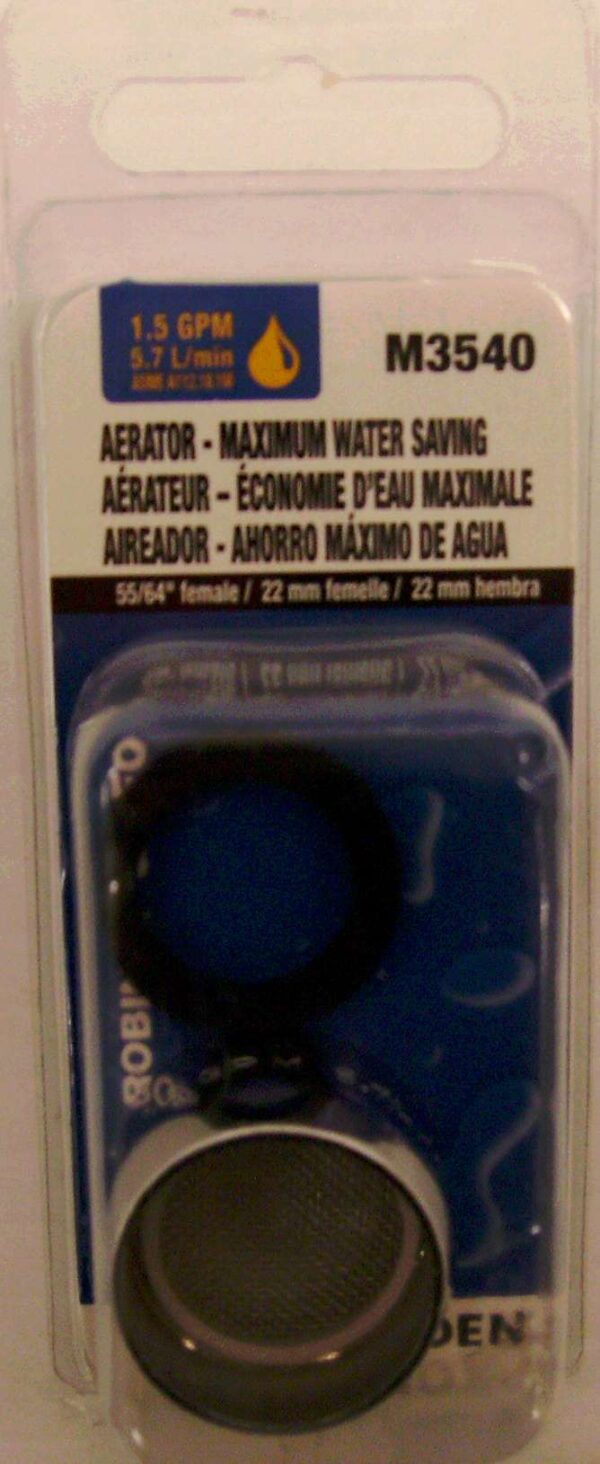 1.5 GPM
5.7 L/min
M3540
AERATOR - MAXIMUM WATER SAVING
AÉRATEUR – ÉCONOMIE D'EAU MAXIMALE
AIREADOR - AHORRO MÁXIMO DE AGUA
55/64" female / 22 mm femelle / 22 mm hembra